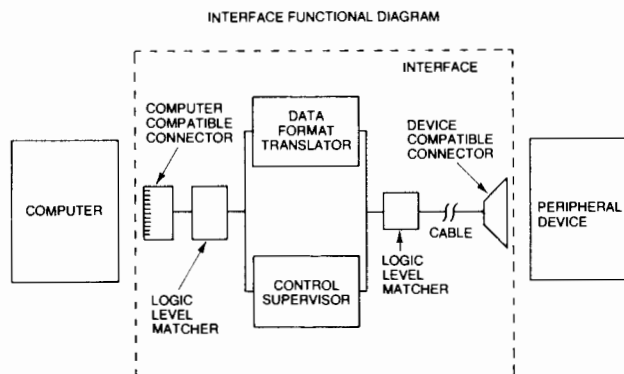 INTERFACE FUNCTIONAL DIAGRAM
INTERFACE
COMPUTER
COMPATIBLE
CONNECTOR
DATA
FORMAT
TRANSLATOR
DEVICE
COMPATIBLE
CONNECTOR
COMPUTER
PERIPHERAL
DEVICE
CABLE
LOGIC
LEVEL
MATCHER
CONTROL
SUPERVISOR
LOGIC
LEVEL
MATCHER